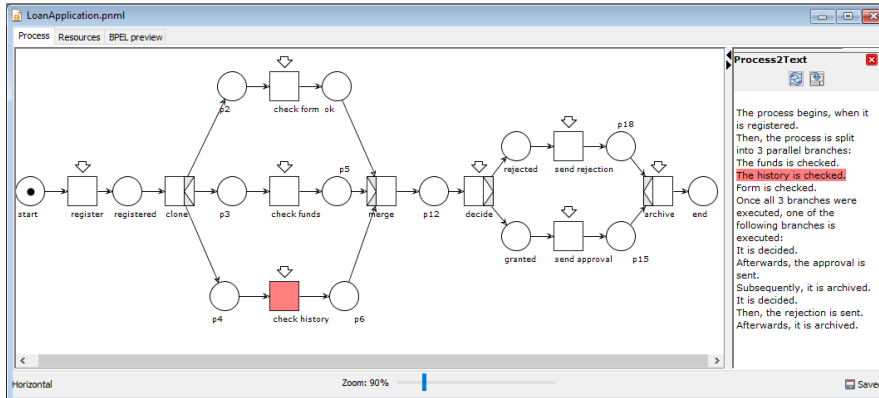 LoanApplication.pnml
Process Resources BPEL preview
Process2Text
p2 check form ok
p18
rejected send rejection
p5
start register registered clone p3 check funds merge p12 decide archive end
granted send approval p15
p4 check history p6
The process begins, when it
is registered.
Then, the process is split
into 3 parallel branches:
The funds is checked.
The history is checked.
Form is checked.
Once all 3 branches were
executed, one of the
following branches is
executed:
It is decided.
Afterwards, the approval is
sent.
Subsequently, it is archived.
It is decided.
Then, the rejection is sent.
Afterwards, it is archived.
Horizontal
Zoom: 90%
Saved